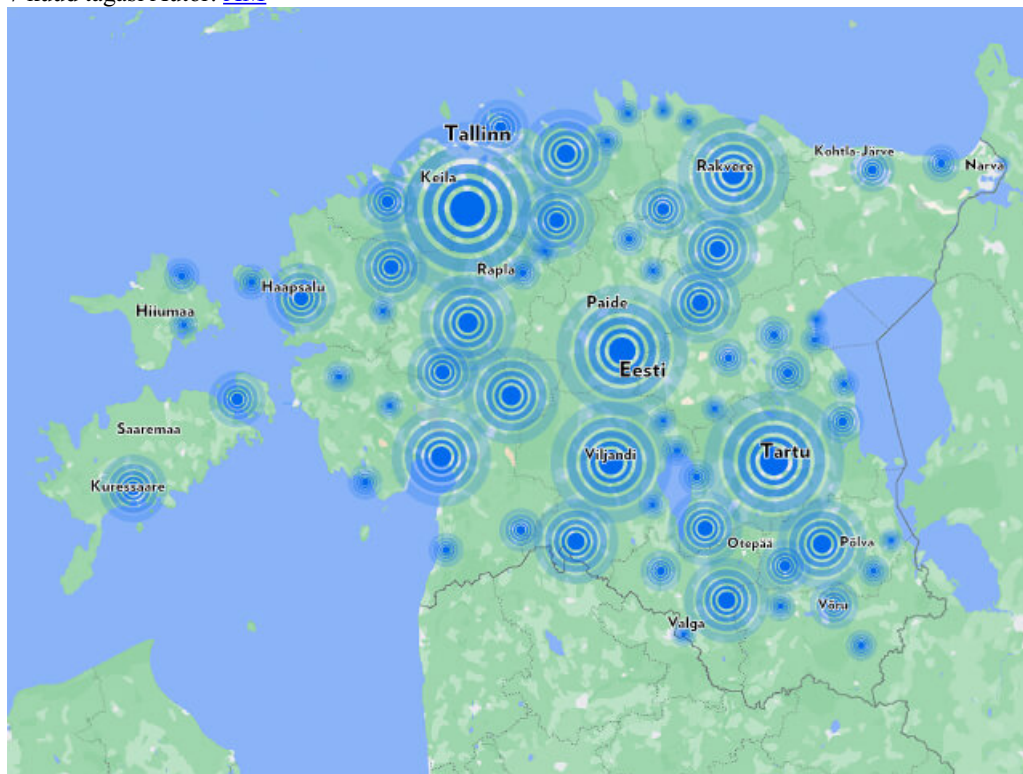 Tallinn
Keila
Rakvere
Kohtla-Järve
Narva
Rapla
Haapsalu
Hiiumaa
Paide
Eesti
Saaremaa
Kuressaare
Viljandi
Tartu
Otepää
Põlva
Võru
Valga